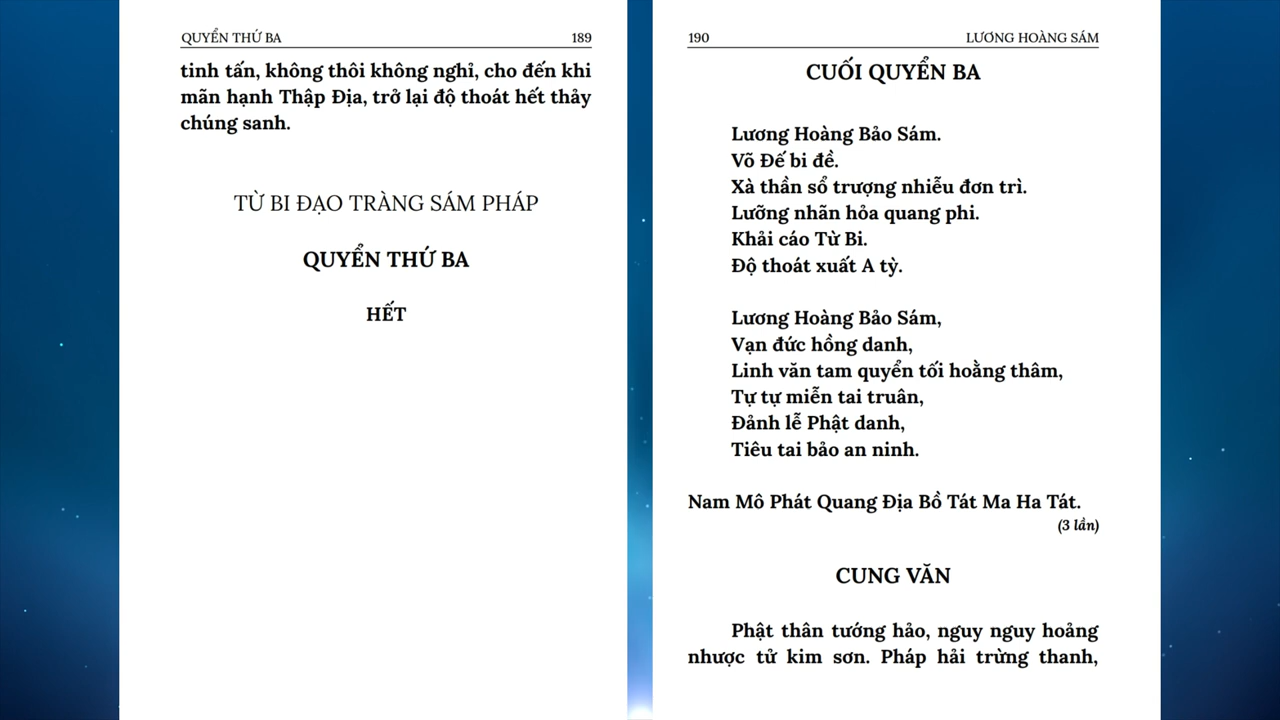 QUYỂN THỨ BA 189
tinh tấn, không thôi không nghỉ, cho đến khi
mãn hạnh Thập Địa, trở lại độ thoát hết thảy
chúng sanh.
TỪ BI ĐẠO TRÀNG SÁM PHÁP
QUYỂN THỨ BA
HẾT
190 LƯƠNG HOÀNG SÁM
CUỐI QUYỂN BA
Lương Hoàng Bảo Sám.
Võ Đế bi đề.
Xà thần sổ trượng nhiễu đơn trì.
Lưỡng nhãn hỏa quang phi.
Khải cáo Từ Bi.
Độ thoát xuất A tỳ.
Lương Hoàng Bảo Sám,
Vạn đức hồng danh,
Linh văn tam quyển tối hoằng thâm,
Tự tự miễn tai truân,
Đảnh lễ Phật danh,
Tiêu tai bảo an ninh.
Nam Mô Phát Quang Địa Bồ Tát Ma Ha Tát.
(3 lần)
CUNG VĂN
Phật thân tướng hảo, nguy nguy hoảng
nhược tử kim sơn. Pháp hải trừng thanh,